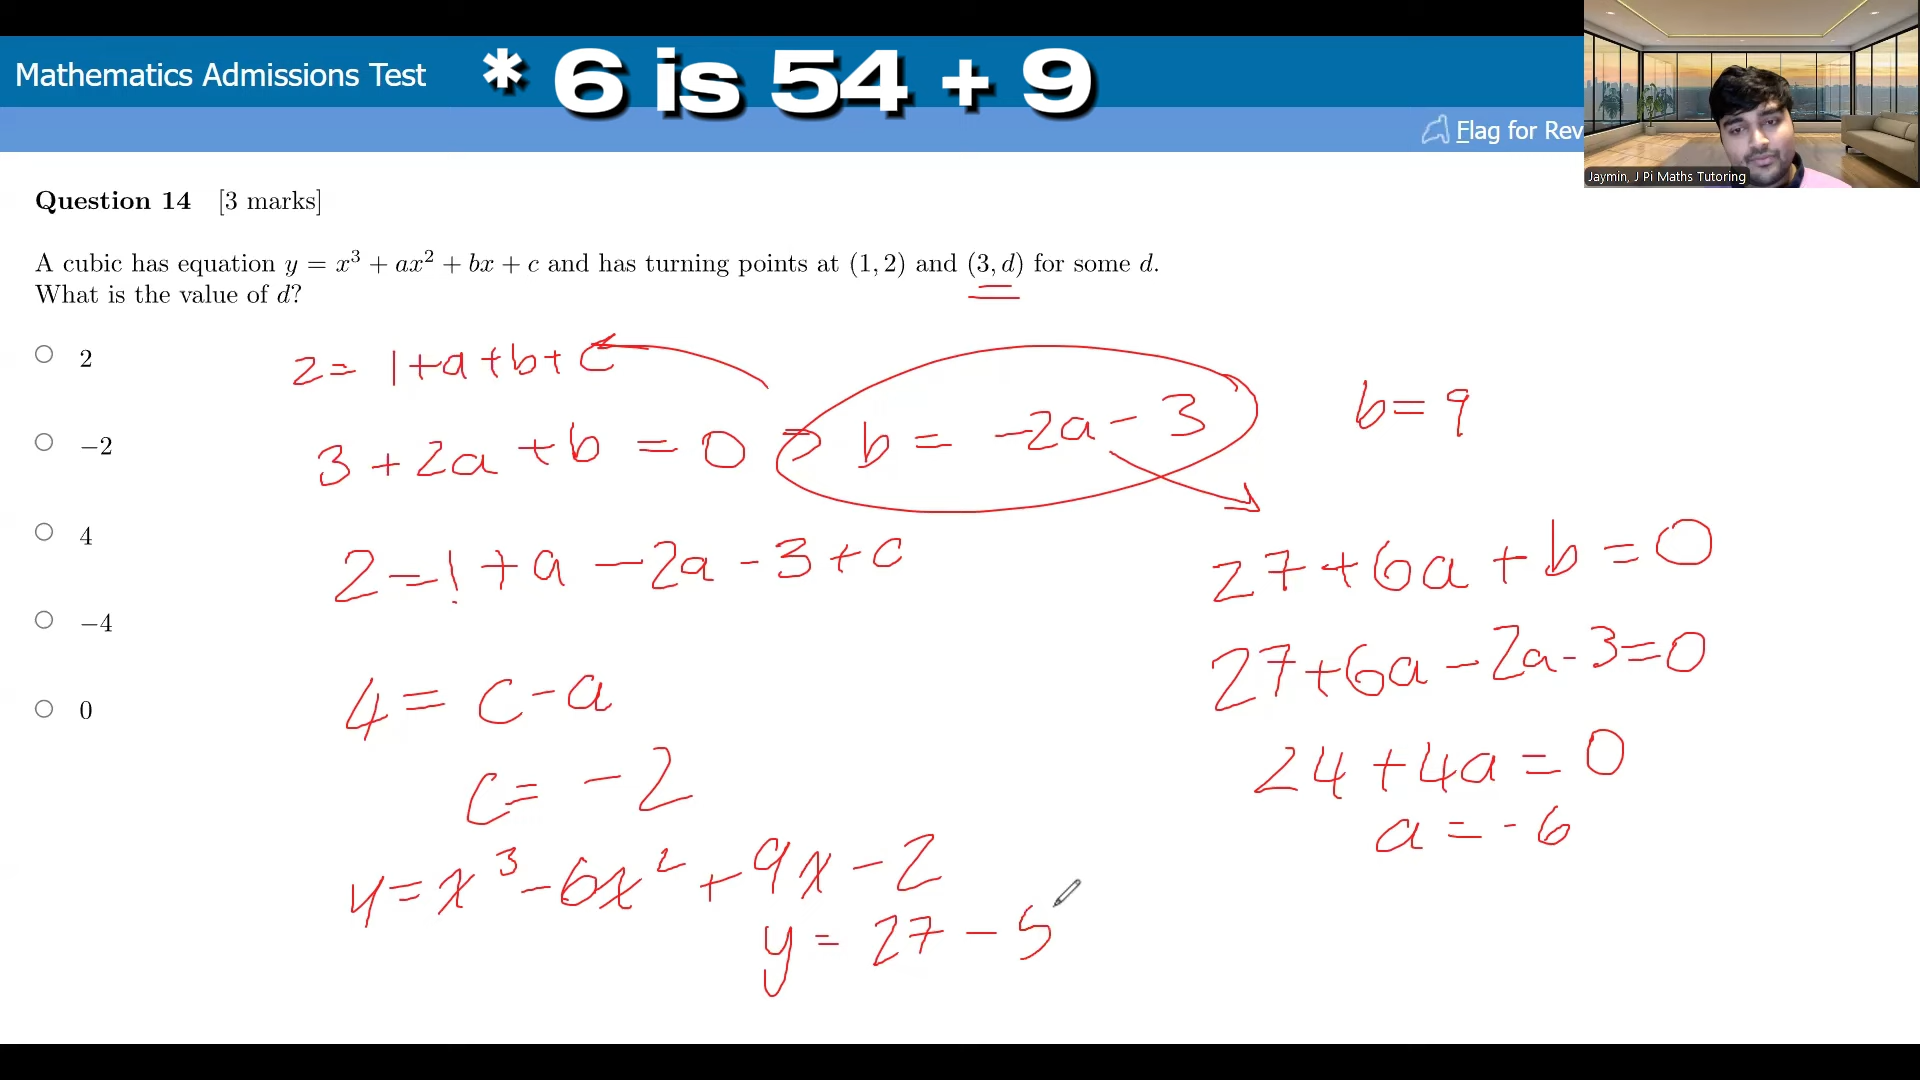 Mathematics Admissions Test
* 6 is 54 + 9
Flag for Rev
Jaymin, J Pi Maths Tutoring
Question 14 [3 marks]
A cubic has equation y = x³ + ax² + bx + c and has turning points at (1, 2) and (3, d) for some d.
What is the value of d?
2
−2
4
−4
0
2 = 1 + a + b + c
3 + 2a + b = 0 ⇒ b = −2a − 3
b = 9
2 = 1 + a − 2a − 3 + c
27 + 6a + b = 0
27 + 6a − 2a − 3 = 0
4 = c − a
24 + 4a = 0
c = −2
a = −6
y = x³ − 6x² + 9x − 2
y = 27 − 5